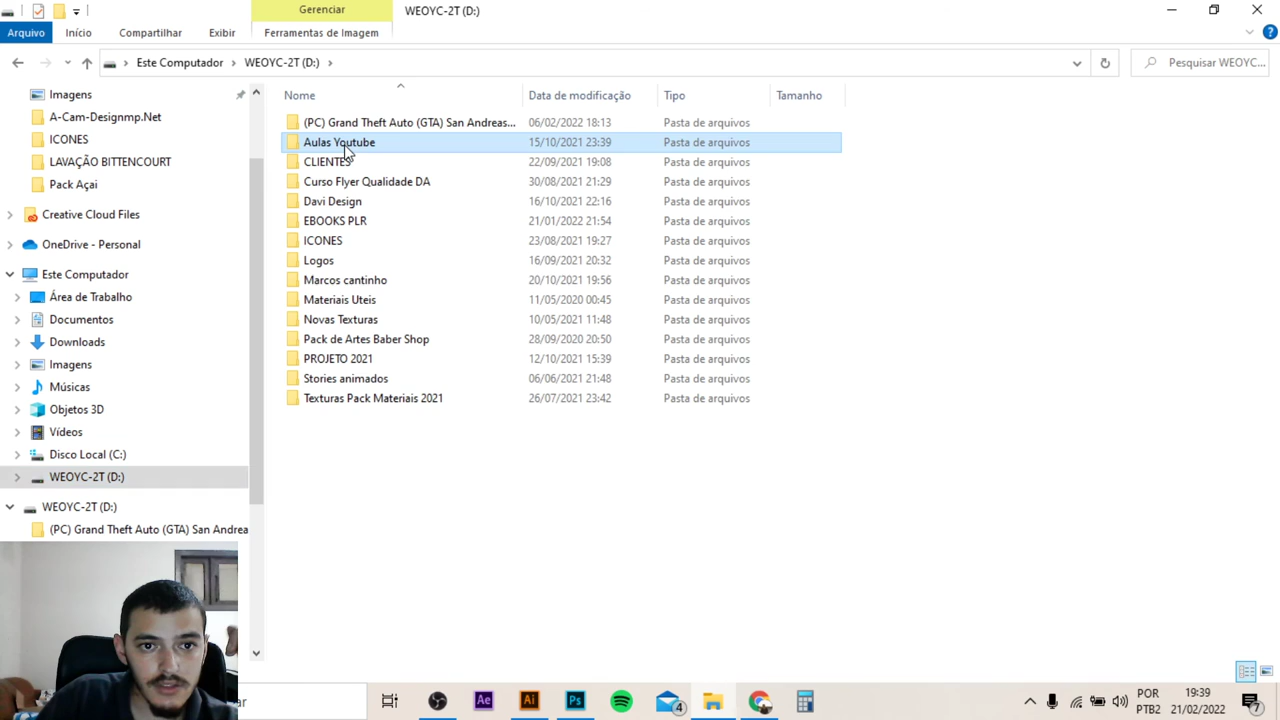 Gerenciar
WEOYC-2T (D:)
Arquivo Início Compartilhar Exibir Ferramentas de Imagem
Este Computador WEOYC-2T (D:) Pesquisar WEOYC...
Imagens
A-Cam-Designmp.Net
ICONES
LAVAÇÃO BITTENCOURT
Pack Açai
Creative Cloud Files
OneDrive - Personal
Este Computador
Área de Trabalho
Documentos
Downloads
Imagens
Músicas
Objetos 3D
Vídeos
Disco Local (C:)
WEOYC-2T (D:)
WEOYC-2T (D:)
(PC) Grand Theft Auto (GTA) San Andrea
Nome Data de modificação Tipo Tamanho
(PC) Grand Theft Auto (GTA) San Andreas... 06/02/2022 18:13 Pasta de arquivos
Aulas Youtube 15/10/2021 23:39 Pasta de arquivos
CLIENTES 22/09/2021 19:08 Pasta de arquivos
Curso Flyer Qualidade DA 30/08/2021 21:29 Pasta de arquivos
Davi Design 16/10/2021 22:16 Pasta de arquivos
EBOOKS PLR 21/01/2022 21:54 Pasta de arquivos
ICONES 23/08/2021 19:27 Pasta de arquivos
Logos 16/09/2021 20:32 Pasta de arquivos
Marcos cantinho 20/10/2021 19:56 Pasta de arquivos
Materiais Uteis 11/05/2020 00:45 Pasta de arquivos
Novas Texturas 10/05/2021 11:48 Pasta de arquivos
Pack de Artes Baber Shop 28/09/2020 20:50 Pasta de arquivos
PROJETO 2021 12/10/2021 15:39 Pasta de arquivos
Stories animados 06/06/2021 21:48 Pasta de arquivos
Texturas Pack Materiais 2021 26/07/2021 23:42 Pasta de arquivos
ar Ae Ai Ps 4 POR 19:39
PTB2 21/02/2022 7